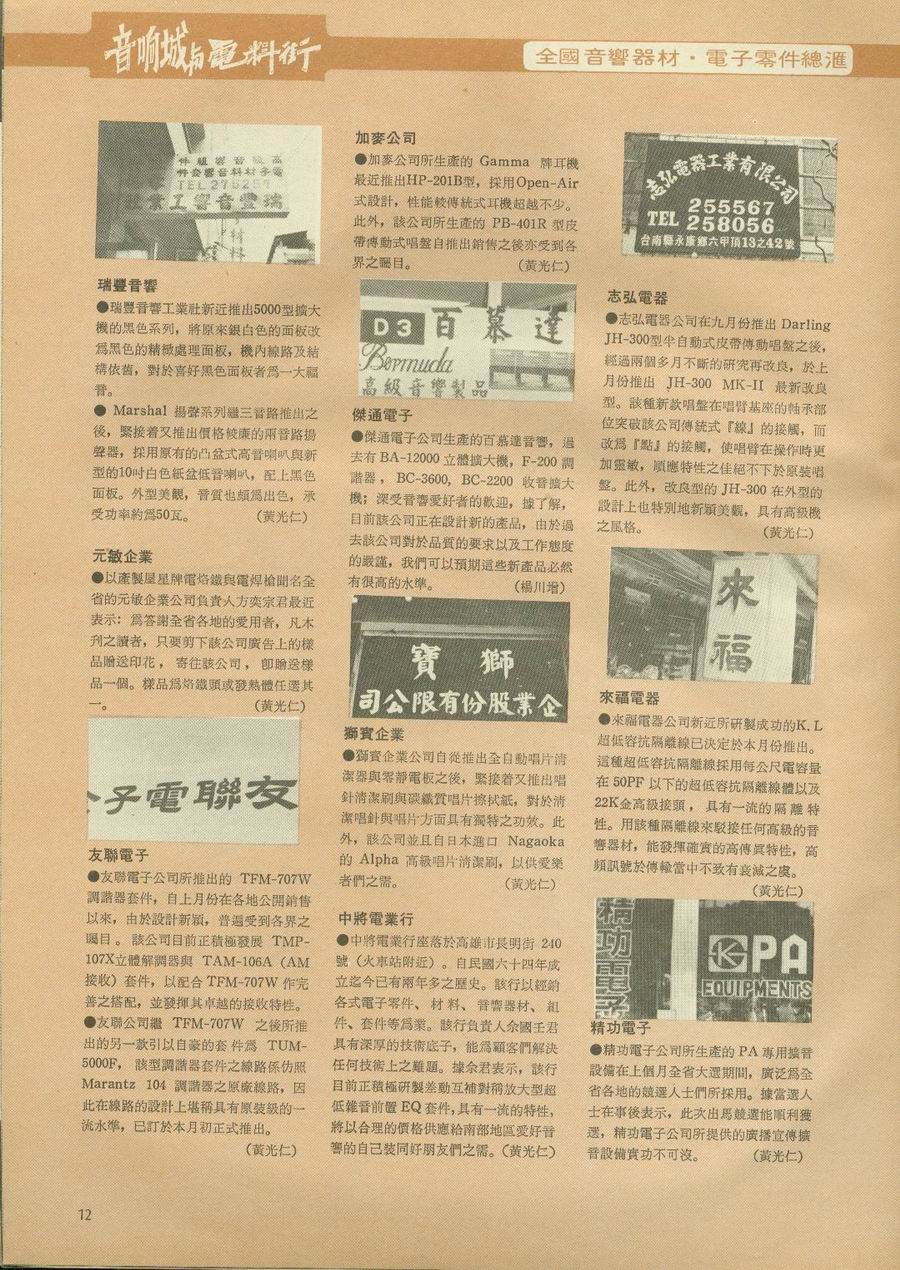 音响城与電料街
全國音響器材・電子零件總滙
件組響音級高
件套響音料材子電
TEL 275257
社業工響音豐瑞
瑞豐音響
●瑞豐音響工業社新近推出5000型擴大
機的黑色系列，將原來銀白色的面板改
爲黑色的精緻處理面板，機內線路及結
構依舊，對於喜好黑色面板者爲一大福
音。
● Marshal 揚聲系列繼三音路推出之
後，緊接着又推出價格較廉的兩音路揚
聲器，採用原有的凸盆式高音喇叭與新
型的10吋白色紙盆低音喇叭，配上黑色
面板。外型美觀，音質也頗爲出色，承
受功率約爲50瓦。 (黃光仁)
元敏企業
●以產製屋星牌電烙鐵與電焊槍聞名全
省的元敏企業公司負責人方奕宗君最近
表示：爲答謝全省各地的愛用者，凡本
刋之讀者，只要剪下該公司廣告上的樣
品贈送印花，寄往該公司，卽贈送樣
品一個。樣品爲烙鐵頭或發熱體任選其
一。 (黃光仁)
子電聯友
友聯電子
●友聯電子公司所推出的 TFM-707W
調諧器套件，自上月份在各地公開銷售
以來，由於設計新穎，普遍受到各界之
矚目。該公司目前正積極發展 TMP-
107X立體解調器與 TAM-106A（AM
接收）套件，以配合 TFM-707W 作完
善之搭配，並發揮其卓越的接收特性。
●友聯公司繼 TFM-707W 之後所推
出的另一款引以自豪的套件爲 TUM-
5000F，該型調諧器套件之線路係仿照
Marantz 104 調諧器之原廠線路，因
此在線路的設計上堪稱具有原裝級的一
流水準，已訂於本月初正式推出。
(黃光仁)
加麥公司
●加麥公司所生產的 Gamma 牌耳機
最近推出HP-201B型，採用Open-Air
式設計，性能較傳統式耳機超越不少。
此外，該公司所生產的 PB-401R 型皮
帶傳動式唱盤自推出銷售之後亦受到各
界之矚目。 (黃光仁)
D3 百慕達
Bermuda
高級音響製品
傑通電子
●傑通電子公司生產的百慕達音響，過
去有 BA-12000 立體擴大機，F-200 調
諧器，BC-3600, BC-2200 收音擴大
機；深受音響愛好者的歡迎，據了解，
目前該公司正在設計新的產品，由於過
去該公司對於品質的要求以及工作態度
的嚴謹，我們可以預期這些新產品必然
有很高的水準。 (楊川增)
寶獅
司公限有份股業企
獅寶企業
●獅寶企業公司自從推出全自動唱片清
潔器與零靜電板之後，緊接着又推出唱
針清潔刷與碳纖質唱片擦拭紙，對於清
潔唱針與唱片方面具有獨特之功效。此
外，該公司並且自日本進口 Nagaoka
的 Alpha 高級唱片清潔刷，以供愛樂
者們之需。 (黃光仁)
中將電業行
●中將電業行座落於高雄市長明街 240
號（火車站附近）。自民國六十四年成
立迄今已有兩年多之歷史。該行以經銷
各式電子零件、材料、音響器材、組
件、套件等爲業。該行負責人余國壬君
具有深厚的技術底子，能爲顧客們解決
任何技術上之難題。據余君表示，該行
目前正積極研製差動互補對稱放大型超
低雜音前置 EQ 套件，具有一流的特性，
將以合理的價格供應給南部地區愛好音
響的自己裝同好朋友們之需。(黃光仁)
志弘電器工業有限公司
255567
TEL 258056
台南縣永康鄉六甲頂13之42號
志弘電器
●志弘電器公司在九月份推出 Darling
JH-300型半自動式皮帶傳動唱盤之後，
經過兩個多月不斷的研究再改良，於上
月份推出 JH-300 MK-II 最新改良
型。該種新款唱盤在唱臂基座的軸承部
位突破該公司傳統式『線』的接觸，而
改爲『點』的接觸，使唱臂在操作時更
加靈敏，順應特性之佳絕不下於原裝唱
盤。此外，改良型的 JH-300 在外型的
設計上也特別地新穎美觀，具有高級機
之風格。 (黃光仁)
來福
來福電器
●來福電器公司新近所研製成功的K.L
超低容抗隔離線已決定於本月份推出。
這種超低容抗隔離線採用每公尺電容量
在 50PF 以下的超低容抗隔離線體以及
22K金高級接頭，具有一流的隔離特
性。用該種隔離線來駁接任何高級的音
響器材，能發揮確實的高傳眞特性，高
頻訊號於傳輸當中不致有衰減之虞。
(黃光仁)
精功電子
PA
EQUIPMENTS
精功電子
●精功電子公司所生產的 PA 專用擴音
設備在上個月全省大選期間，廣泛爲全
省各地的競選人士們所採用。據當選人
士在事後表示，此次出馬競選能順利獲
選，精功電子公司所提供的廣播宣傳擴
音設備實功不可沒。 (黃光仁)
12